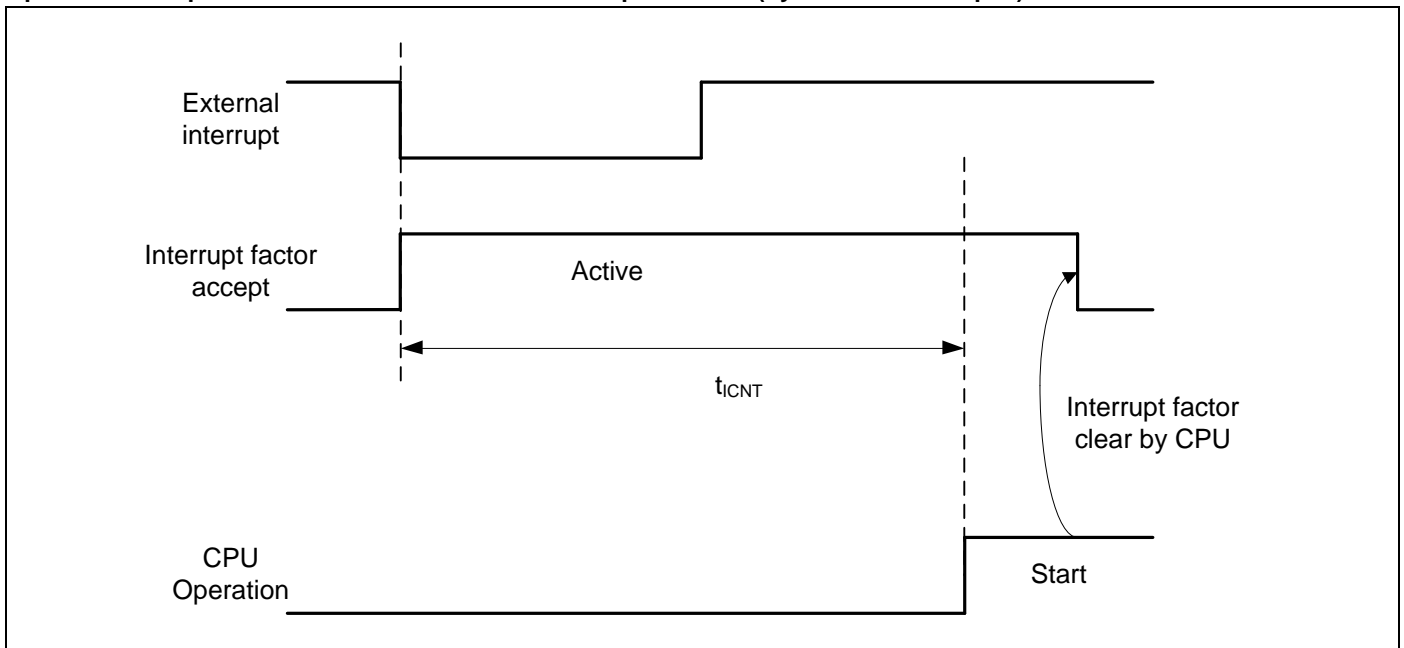 External
interrupt
Interrupt factor
accept
Active
tICNT
Interrupt factor
clear by CPU
CPU
Operation
Start